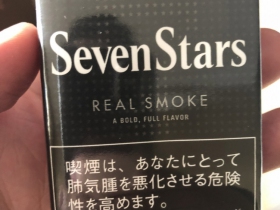 Seven Stars
REAL SMOKE
A BOLD, FULL FLAVOR
喫煙は、あなたにとって
肺気腫を悪化させる危険
性を高めます。